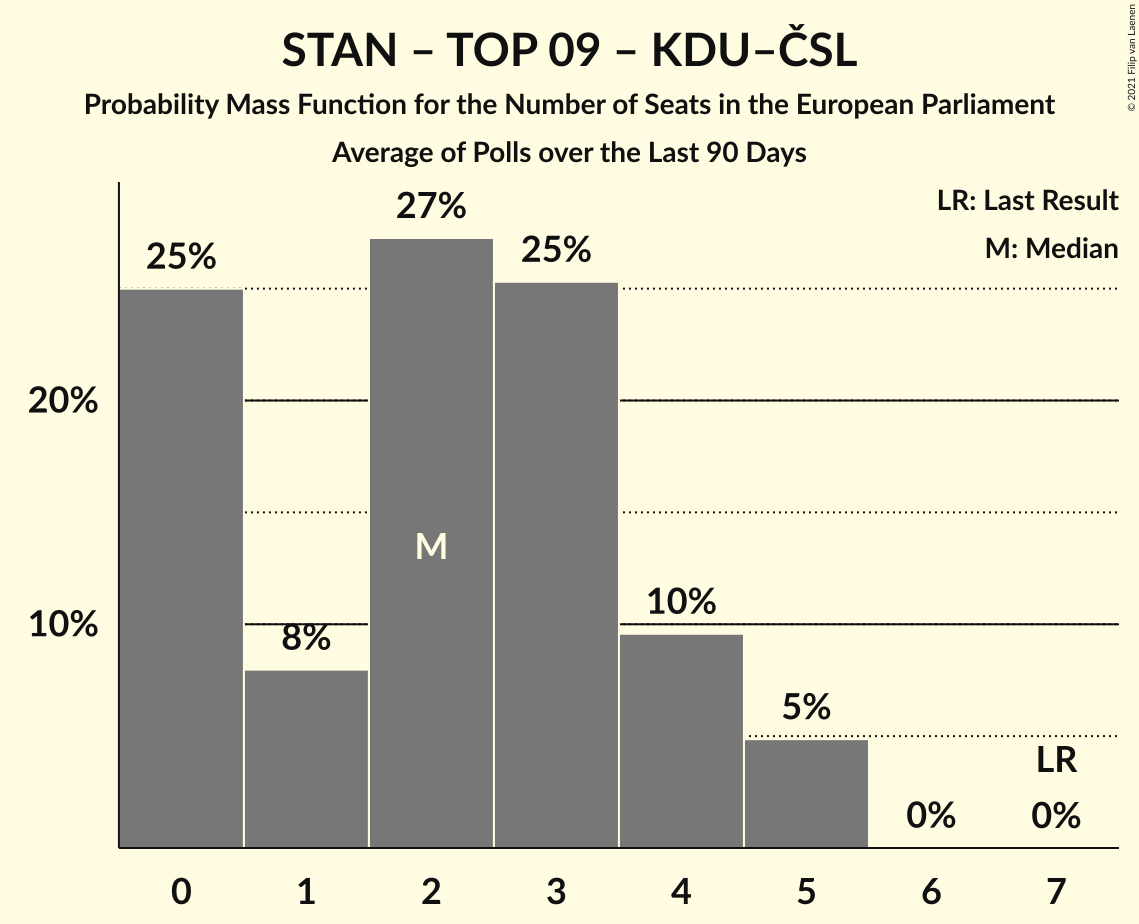 STAN – TOP 09 – KDU–ČSL
Probability Mass Function for the Number of Seats in the European Parliament
Average of Polls over the Last 90 Days
© 2021 Filip van Laenen
LR: Last Result
M: Median
27%
25%
25%
20%
M
10%
10%
8%
5%
LR
0%
0%
0 1 2 3 4 5 6 7